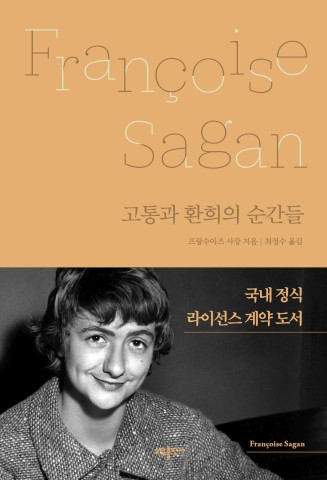 Françoise
Sagan
고통과 환희의 순간들
프랑수아즈 사강 지음 | 최정수 옮김
국내 정식
라이선스 계약 도서
Françoise Sagan